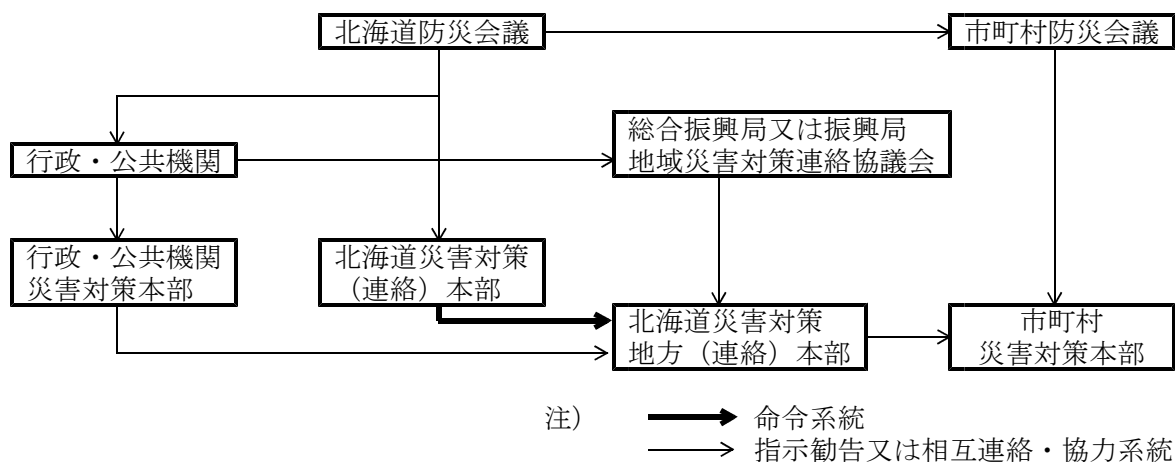 北海道防災会議
市町村防災会議
行政・公共機関
総合振興局又は振興局
地域災害対策連絡協議会
行政・公共機関
災害対策本部
北海道災害対策
(連絡)本部
北海道災害対策
地方(連絡)本部
市町村
災害対策本部
注) 命令系統
指示勧告又は相互連絡・協力系統